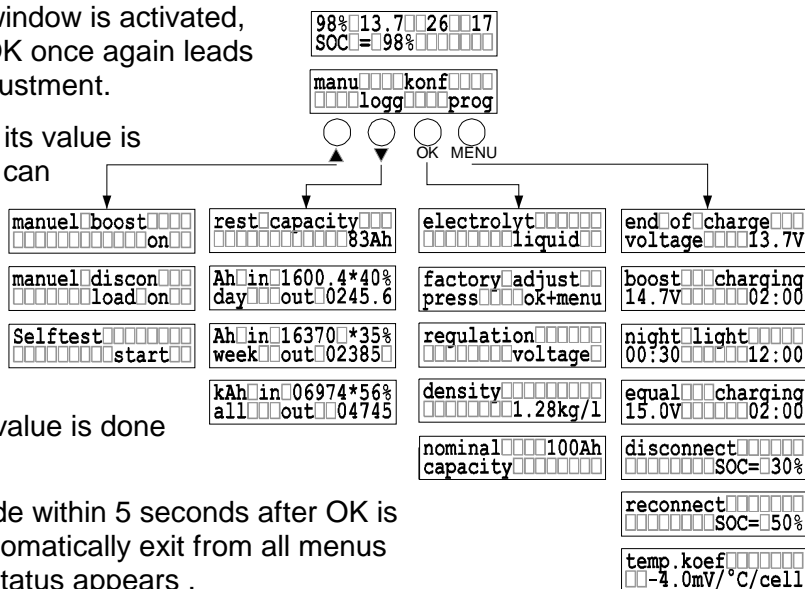 window is activated,
OK once again leads
ustment.
its value is
can
98% 13.7 26 17
SOC = 98%
manu konf
logg prog
▲ ▼ OK MENU
manuel boost
on
manuel discon
load on
Selftest
start
rest capacity
83Ah
Ah in 1600.4*40%
day out 0245.6
Ah in 16370 *35%
week out 02385
kAh in 06974*56%
all out 04745
electrolyt
liquid
factory adjust
press ok+menu
regulation
voltage
density
1.28kg/l
nominal 100Ah
capacity
end of charge
voltage 13.7V
boost charging
14.7V 02:00
night light
00:30 12:00
equal charging
15.0V 02:00
disconnect
SOC= 30%
reconnect
SOC= 50%
temp.koef
-4.0mV/°C/cell
value is done
de within 5 seconds after OK is
omatically exit from all menus
tatus appears .